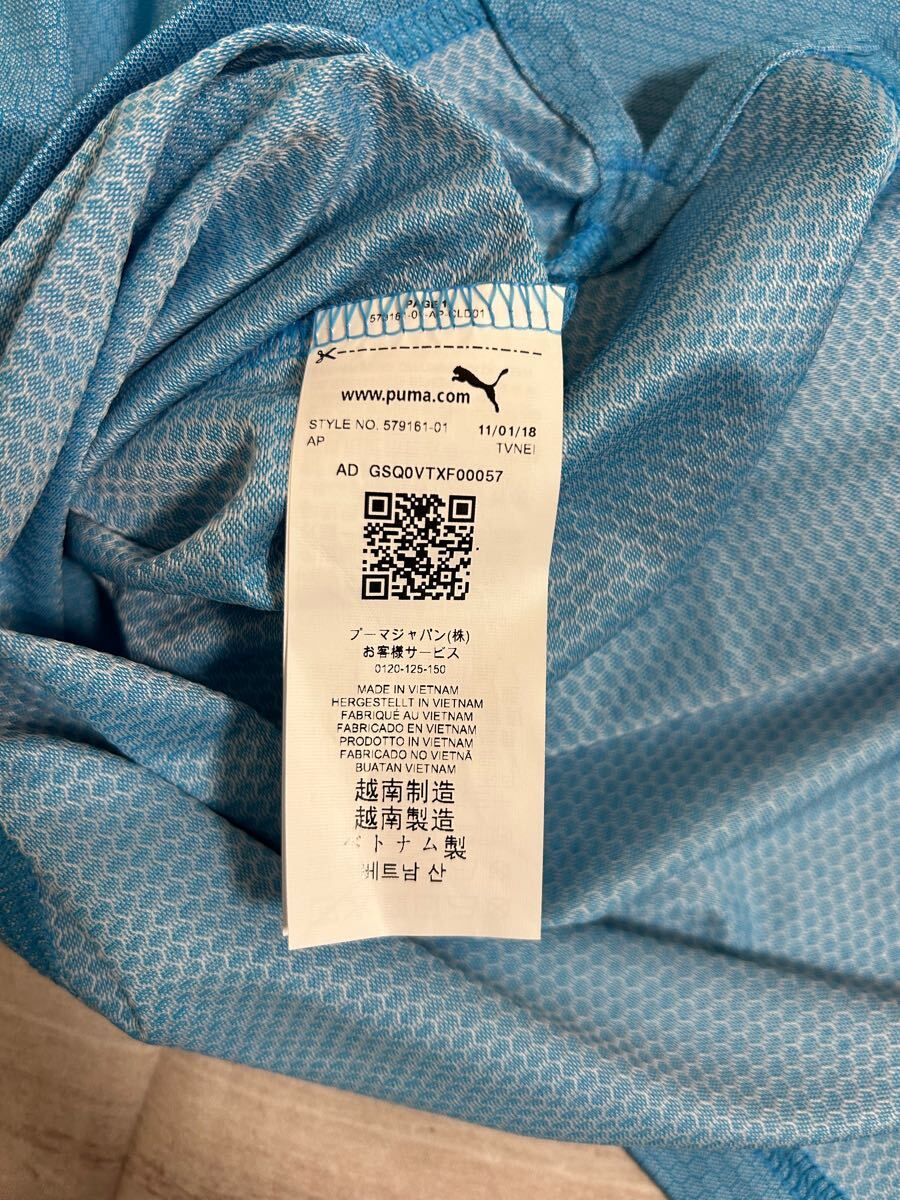 PAGE 1
www.puma.com
STYLE NO. 579161-01 11/01/18
AP TVNEI
AD GSQ0VTXF00057
プーマジャパン(株)
お客様サービス
0120-125-150
MADE IN VIETNAM
HERGESTELLT IN VIETNAM
FABRIQUÉ AU VIETNAM
FABRICADO EN VIETNAM
PRODOTTO IN VIETNAM
FABRICADO NO VIETNÃ
BUATAN VIETNAM
越南制造
越南製造
ベトナム製
베트남 산